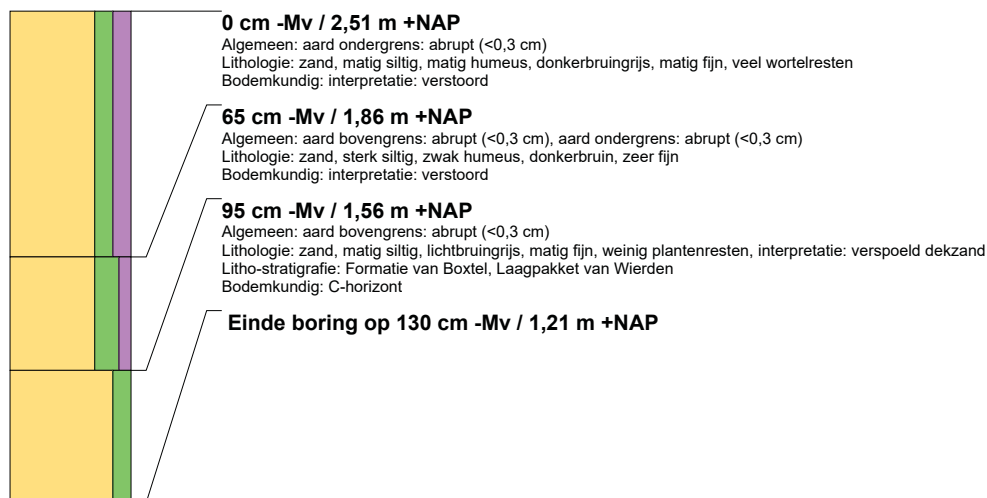 0 cm -Mv / 2,51 m +NAP
Algemeen: aard ondergrens: abrupt (<0,3 cm)
Lithologie: zand, matig siltig, matig humeus, donkerbruingrijs, matig fijn, veel wortelresten
Bodemkundig: interpretatie: verstoord
65 cm -Mv / 1,86 m +NAP
Algemeen: aard bovengrens: abrupt (<0,3 cm), aard ondergrens: abrupt (<0,3 cm)
Lithologie: zand, sterk siltig, zwak humeus, donkerbruin, zeer fijn
Bodemkundig: interpretatie: verstoord
95 cm -Mv / 1,56 m +NAP
Algemeen: aard bovengrens: abrupt (<0,3 cm)
Lithologie: zand, matig siltig, lichtbruingrijs, matig fijn, weinig plantenresten, interpretatie: verspoeld dekzand
Litho-stratigrafie: Formatie van Boxtel, Laagpakket van Wierden
Bodemkundig: C-horizont
Einde boring op 130 cm -Mv / 1,21 m +NAP